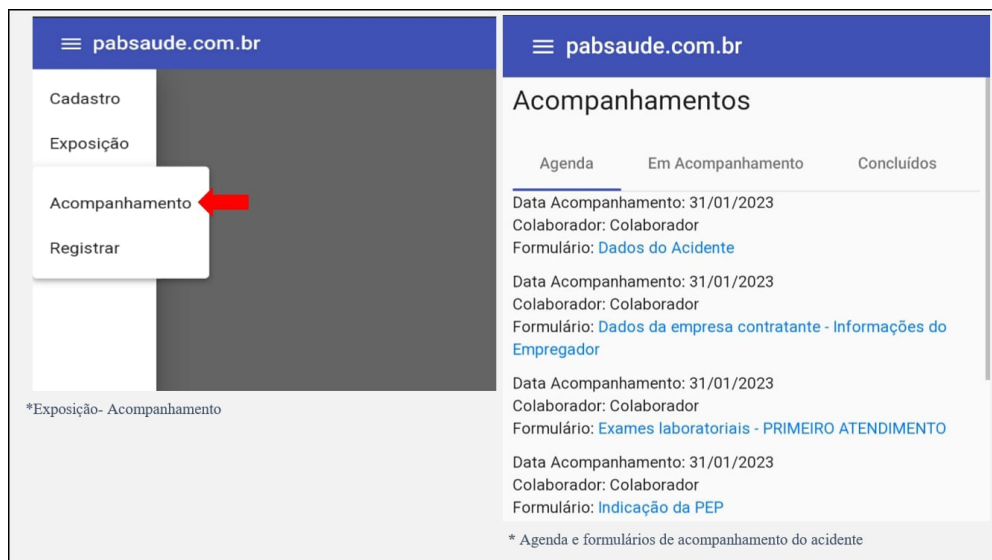 ≡ pabsaude.com.br
Cadastro
Exposição
Acompanhamento
Registrar
*Exposição- Acompanhamento
≡ pabsaude.com.br
Acompanhamentos
Agenda Em Acompanhamento Concluídos
Data Acompanhamento: 31/01/2023
Colaborador: Colaborador
Formulário: Dados do Acidente
Data Acompanhamento: 31/01/2023
Colaborador: Colaborador
Formulário: Dados da empresa contratante - Informações do
Empregador
Data Acompanhamento: 31/01/2023
Colaborador: Colaborador
Formulário: Exames laboratoriais - PRIMEIRO ATENDIMENTO
Data Acompanhamento: 31/01/2023
Colaborador: Colaborador
Formulário: Indicação da PEP
* Agenda e formulários de acompanhamento do acidente